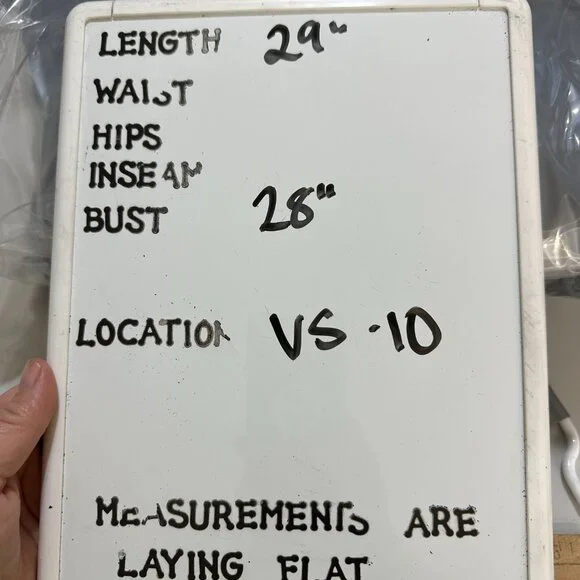 LENGTH 29"
WAIST
HIPS
INSEAM
BUST 28"
LOCATION VS-10
MEASUREMENTS ARE
LAYING FLAT